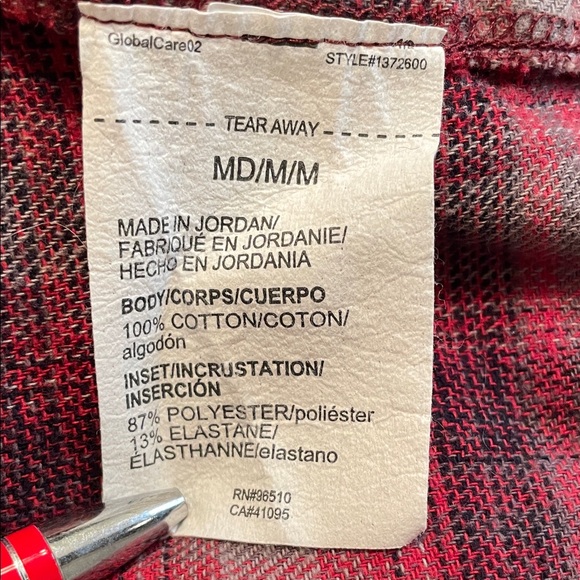 GlobalCare02
STYLE#1372600
TEAR AWAY
MD/M/M
MADE IN JORDAN/
FABRIQUÉ EN JORDANIE/
HECHO EN JORDANIA
BODY/CORPS/CUERPO
100% COTTON/COTON/
algodón
INSET/INCRUSTATION/
INSERCIÓN
87% POLYESTER/poliéster
13% ELASTANE/
ÉLASTHANNE/elastano
RN#96510
CA#41095